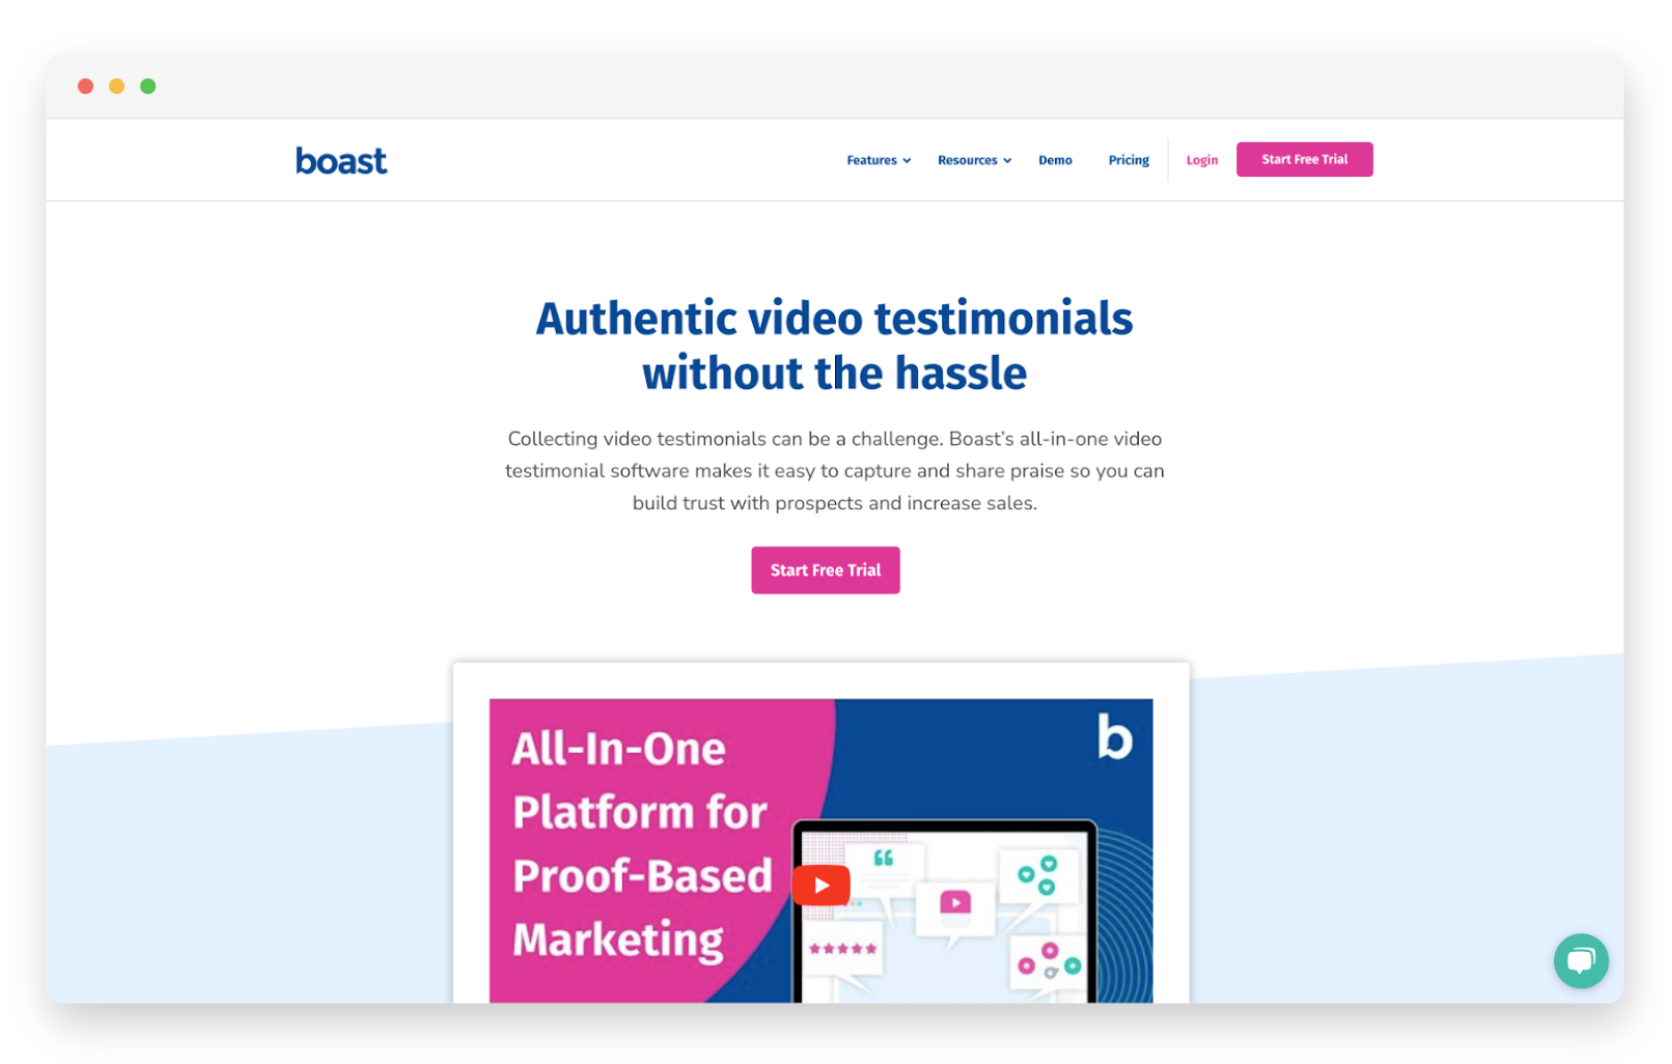 boast
Features
Resources
Demo
Pricing
Login
Start Free Trial
Authentic video testimonials
without the hassle
Collecting video testimonials can be a challenge. Boast’s all-in-one video
testimonial software makes it easy to capture and share praise so you can
build trust with prospects and increase sales.
Start Free Trial
All-In-One
Platform for
Proof-Based
Marketing
b